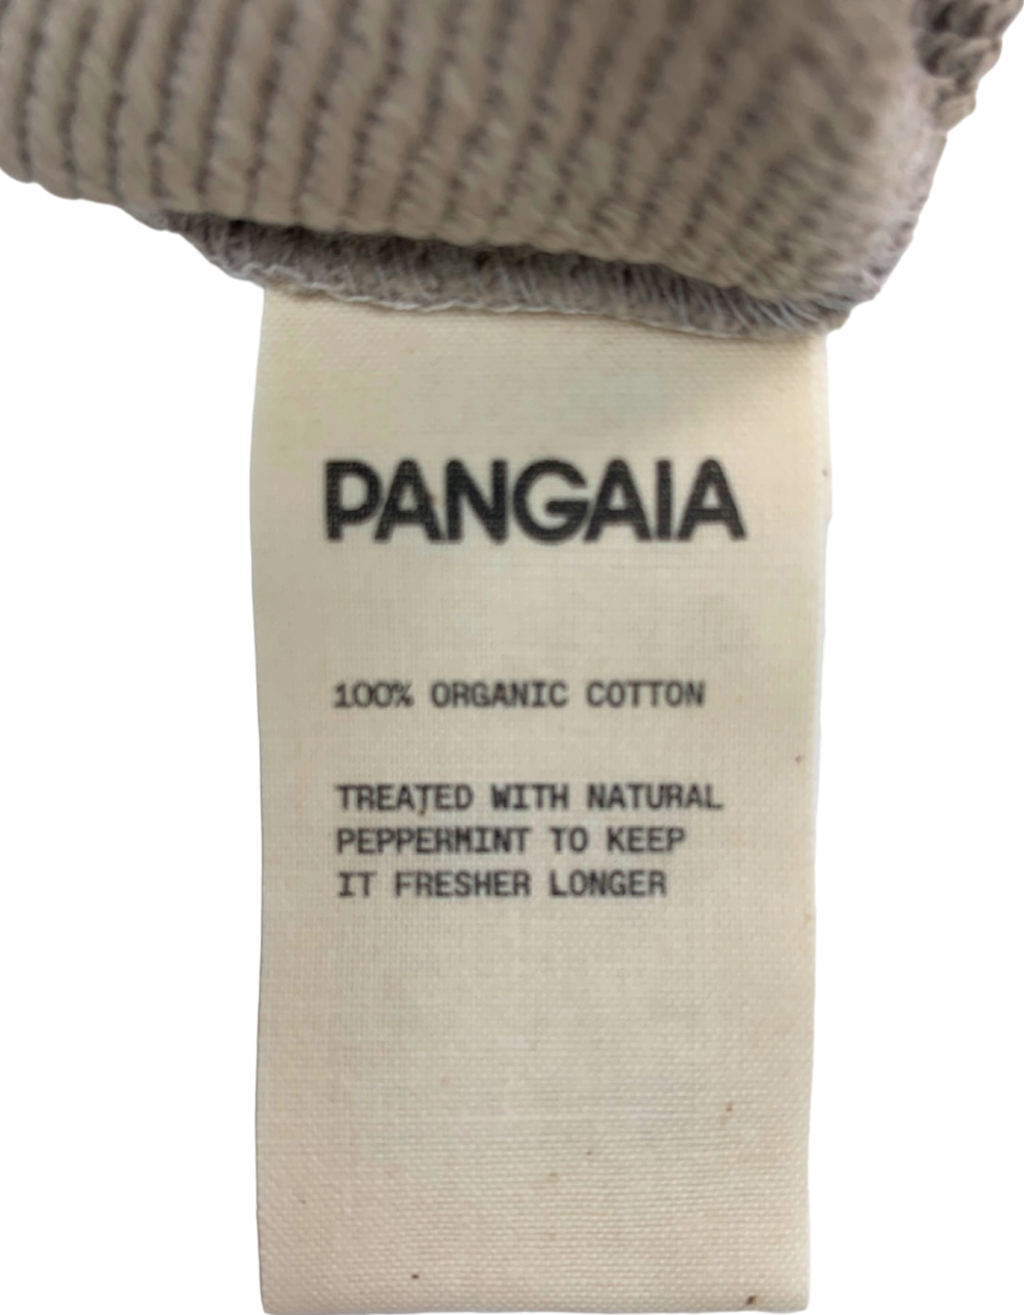 PANGAIA
100% ORGANIC COTTON
TREATED WITH NATURAL
PEPPERMINT TO KEEP
IT FRESHER LONGER